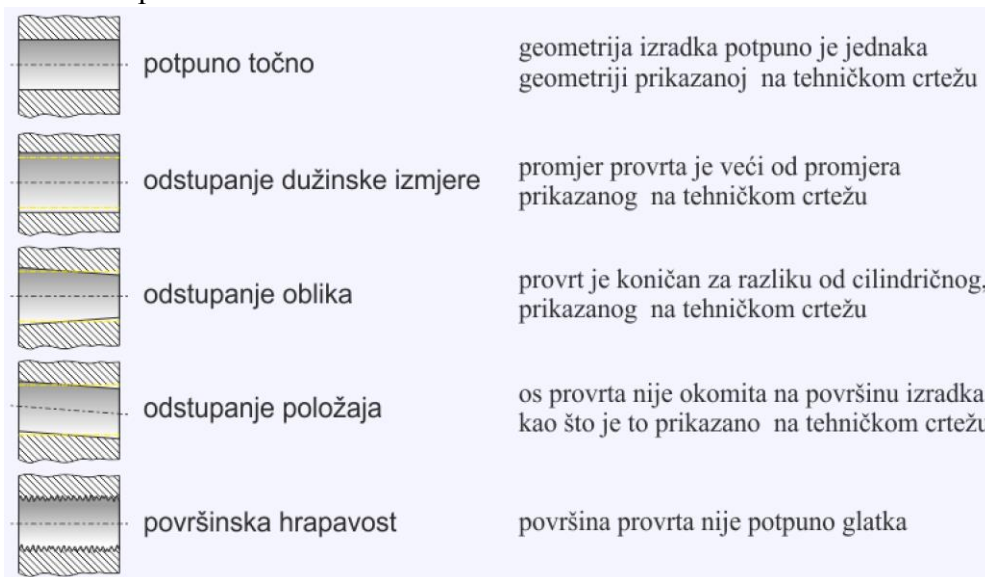 potpuno točno
geometrija izradka potpuno je jednaka
geometriji prikazanoj na tehničkom crtežu
odstupanje dužinske izmjere
promjer provrta je veći od promjera
prikazanog na tehničkom crtežu
odstupanje oblika
provrt je koničan za razliku od cilindričnog,
prikazanog na tehničkom crtežu
odstupanje položaja
os provrta nije okomita na površinu izradka
kao što je to prikazano na tehničkom crtežu
površinska hrapavost
površina provrta nije potpuno glatka